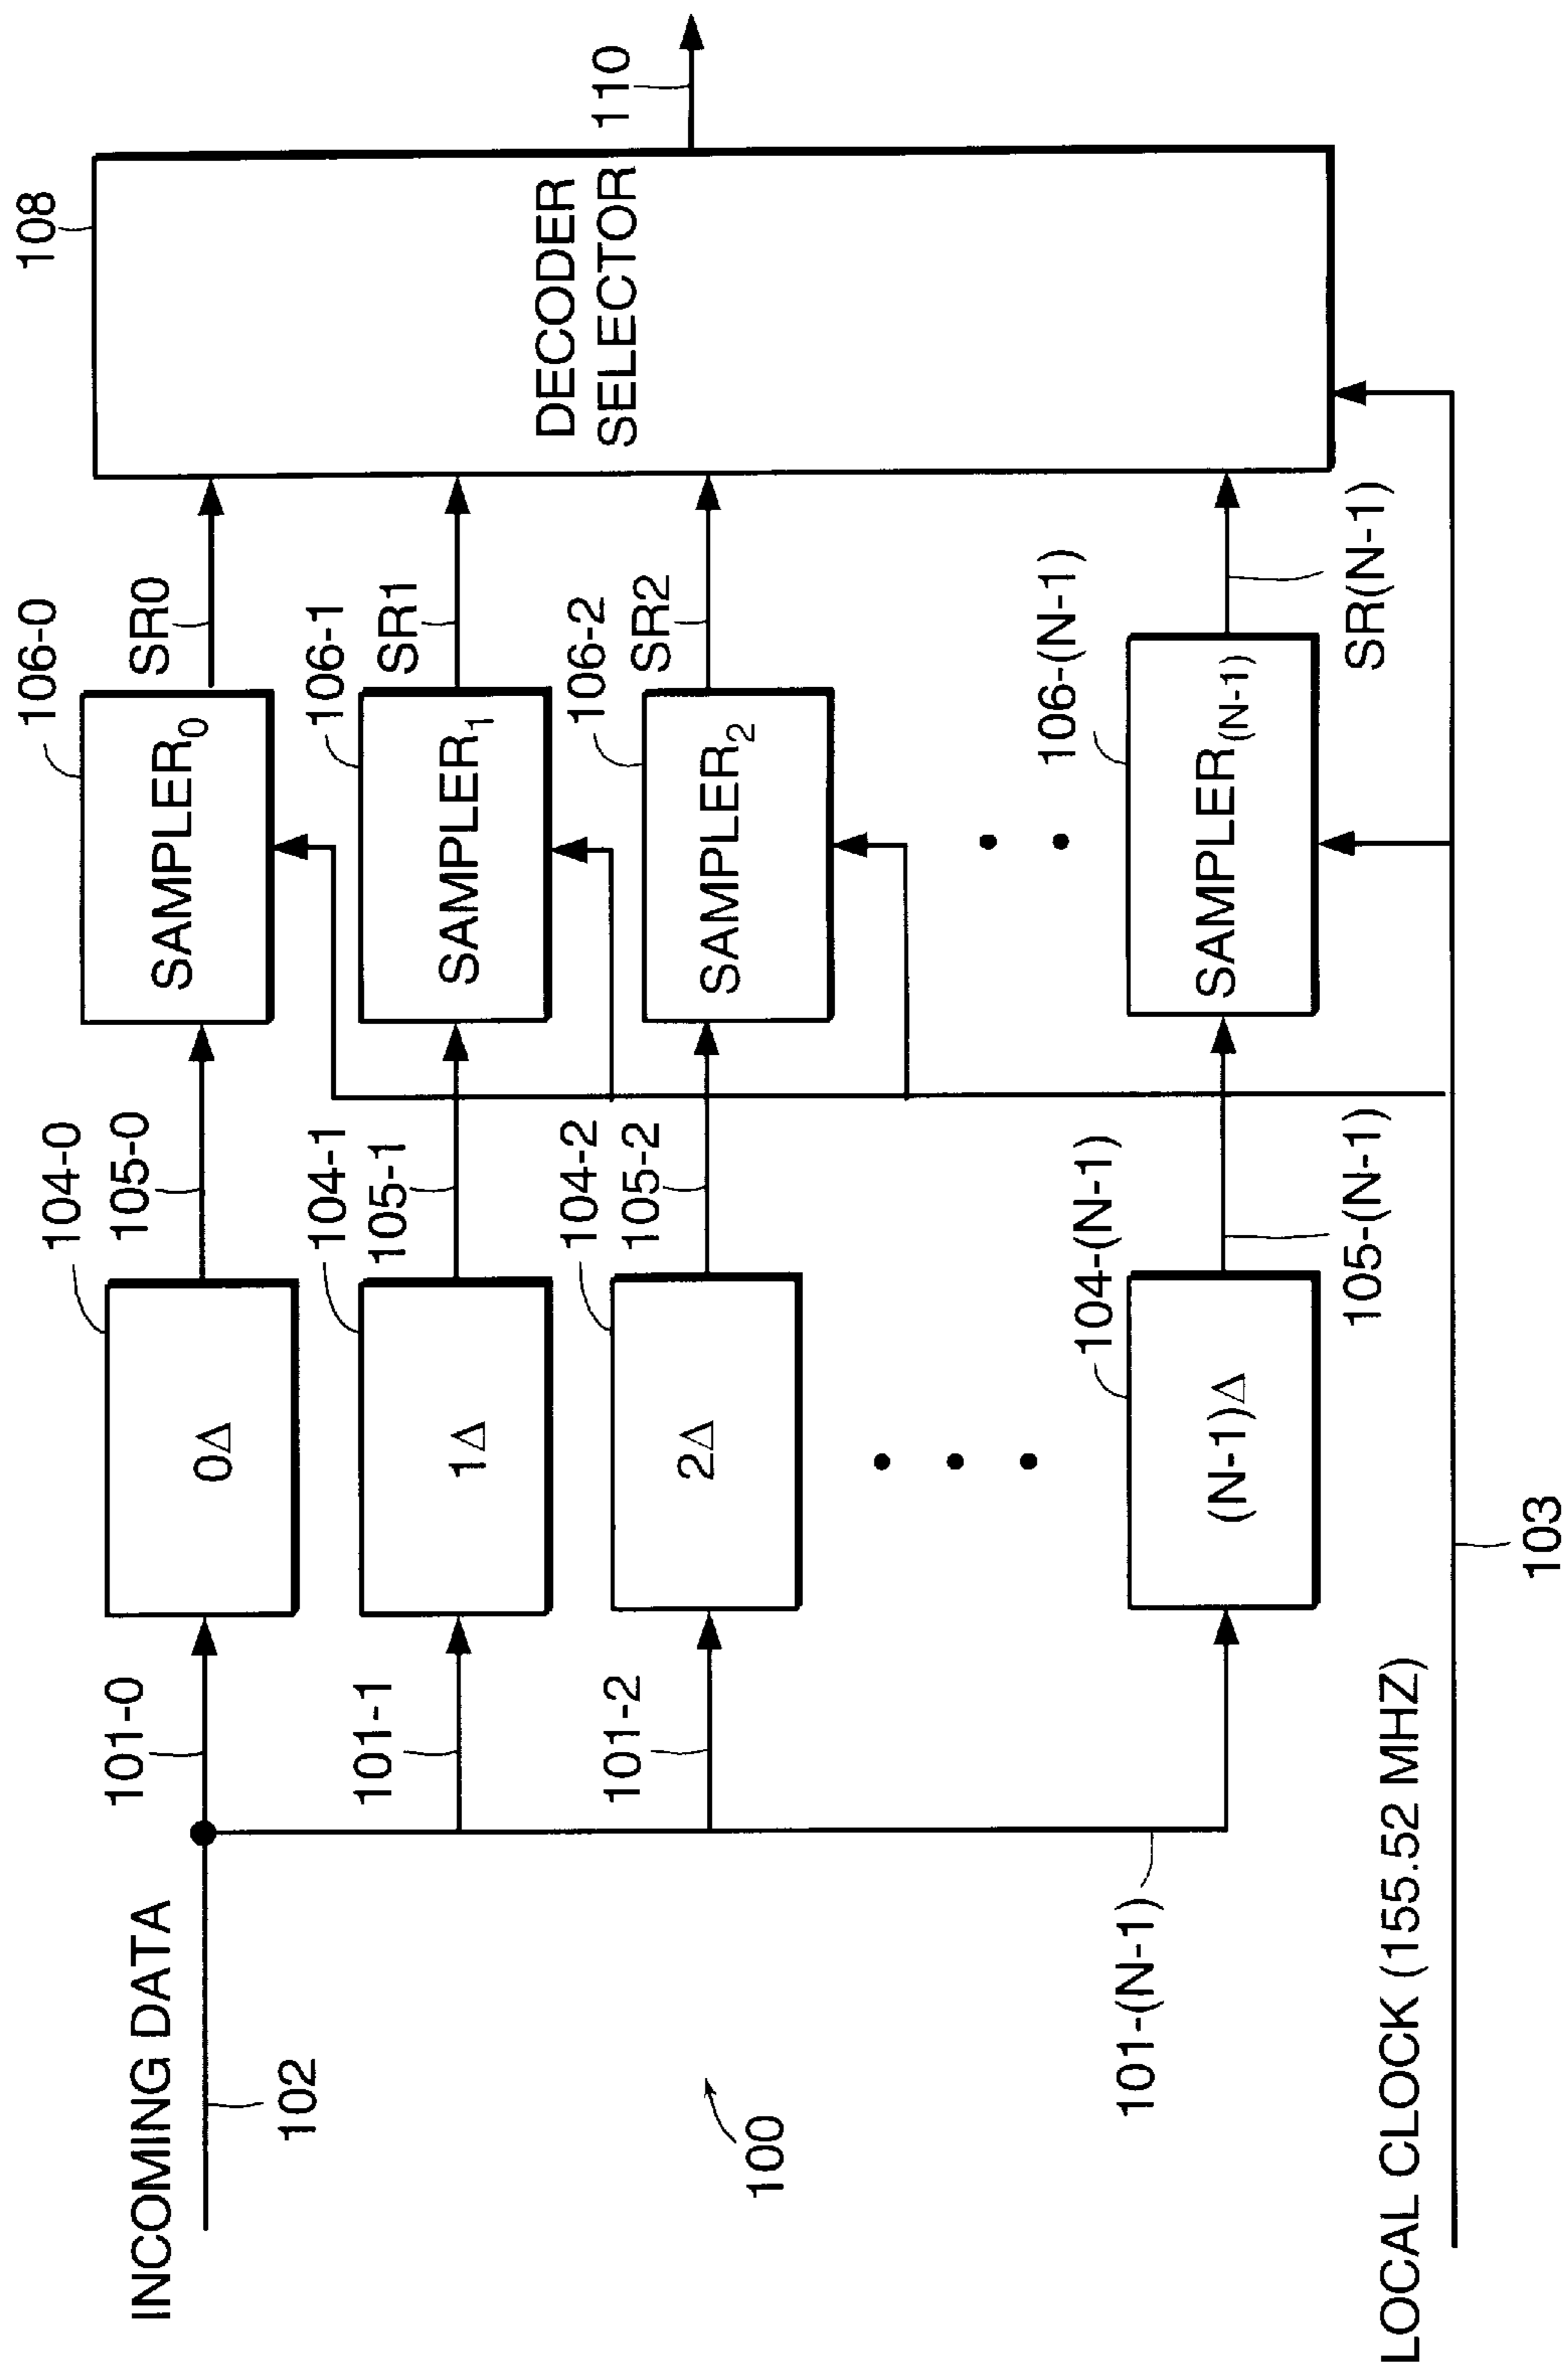 INCOMING DATA
102
100
101-0
101-1
101-2
101-(N-1)
104-0
0Δ
105-0
104-1
1Δ
105-1
104-2
2Δ
105-2
104-(N-1)
(N-1)Δ
105-(N-1)
106-0
SAMPLER0
SR0
106-1
SAMPLER1
SR1
106-2
SAMPLER2
SR2
106-(N-1)
SAMPLER(N-1)
SR(N-1)
108
DECODER
SELECTOR
110
LOCAL CLOCK (155.52 MHZ)
103